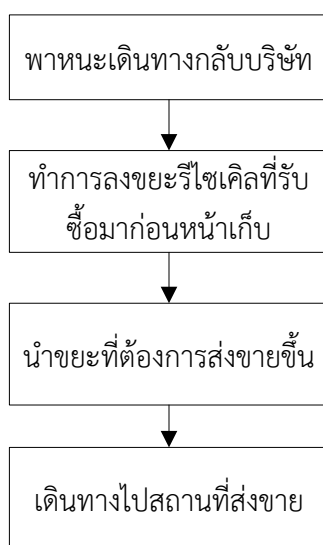 พาหนะเดินทางกลับบริษัท
ทำการลงขยะรีไซเคิลที่รับ
ซื้อมาก่อนหน้าเก็บ
นำขยะที่ต้องการส่งขายขึ้น
เดินทางไปสถานที่ส่งขาย